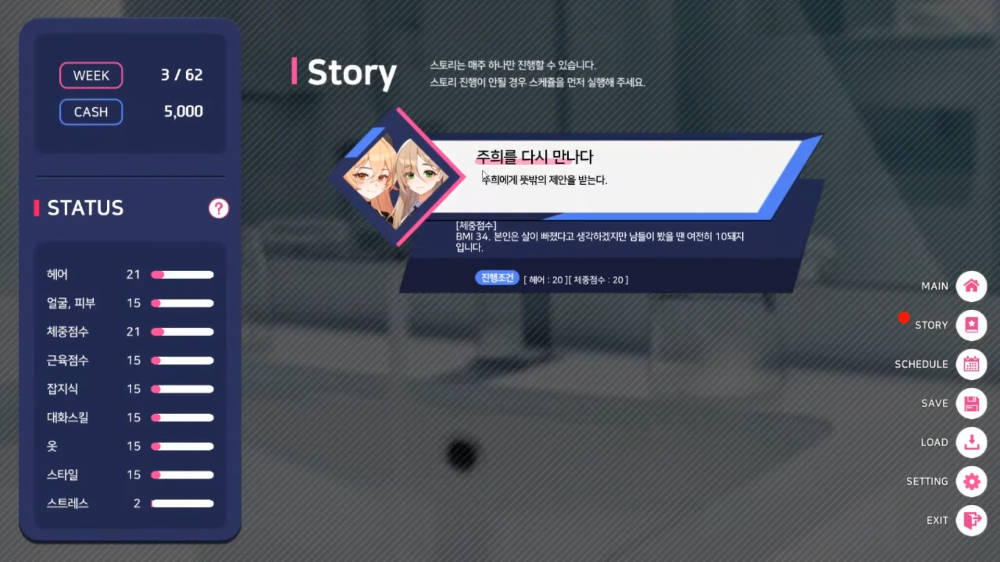 WEEK 3 / 62
CASH 5,000
STATUS ?
헤어 21
얼굴, 피부 15
체중점수 21
근육점수 15
잡지식 15
대화스킬 15
옷 15
스타일 15
스트레스 2
Story
스토리는 매주 하나만 진행할 수 있습니다.
스토리 진행이 안될 경우 스케쥴을 먼저 실행해 주세요.
주희를 다시 만나다
주희에게 뜻밖의 제안을 받는다.
[체중점수]
BMI 34. 본인은 살이 빠졌다고 생각하겠지만 남들이 봤을 땐 여전히 10돼지
입니다.
진행조건 [ 헤어 : 20 ][ 체중점수 : 20 ]
MAIN
STORY
SCHEDULE
SAVE
LOAD
SETTING
EXIT